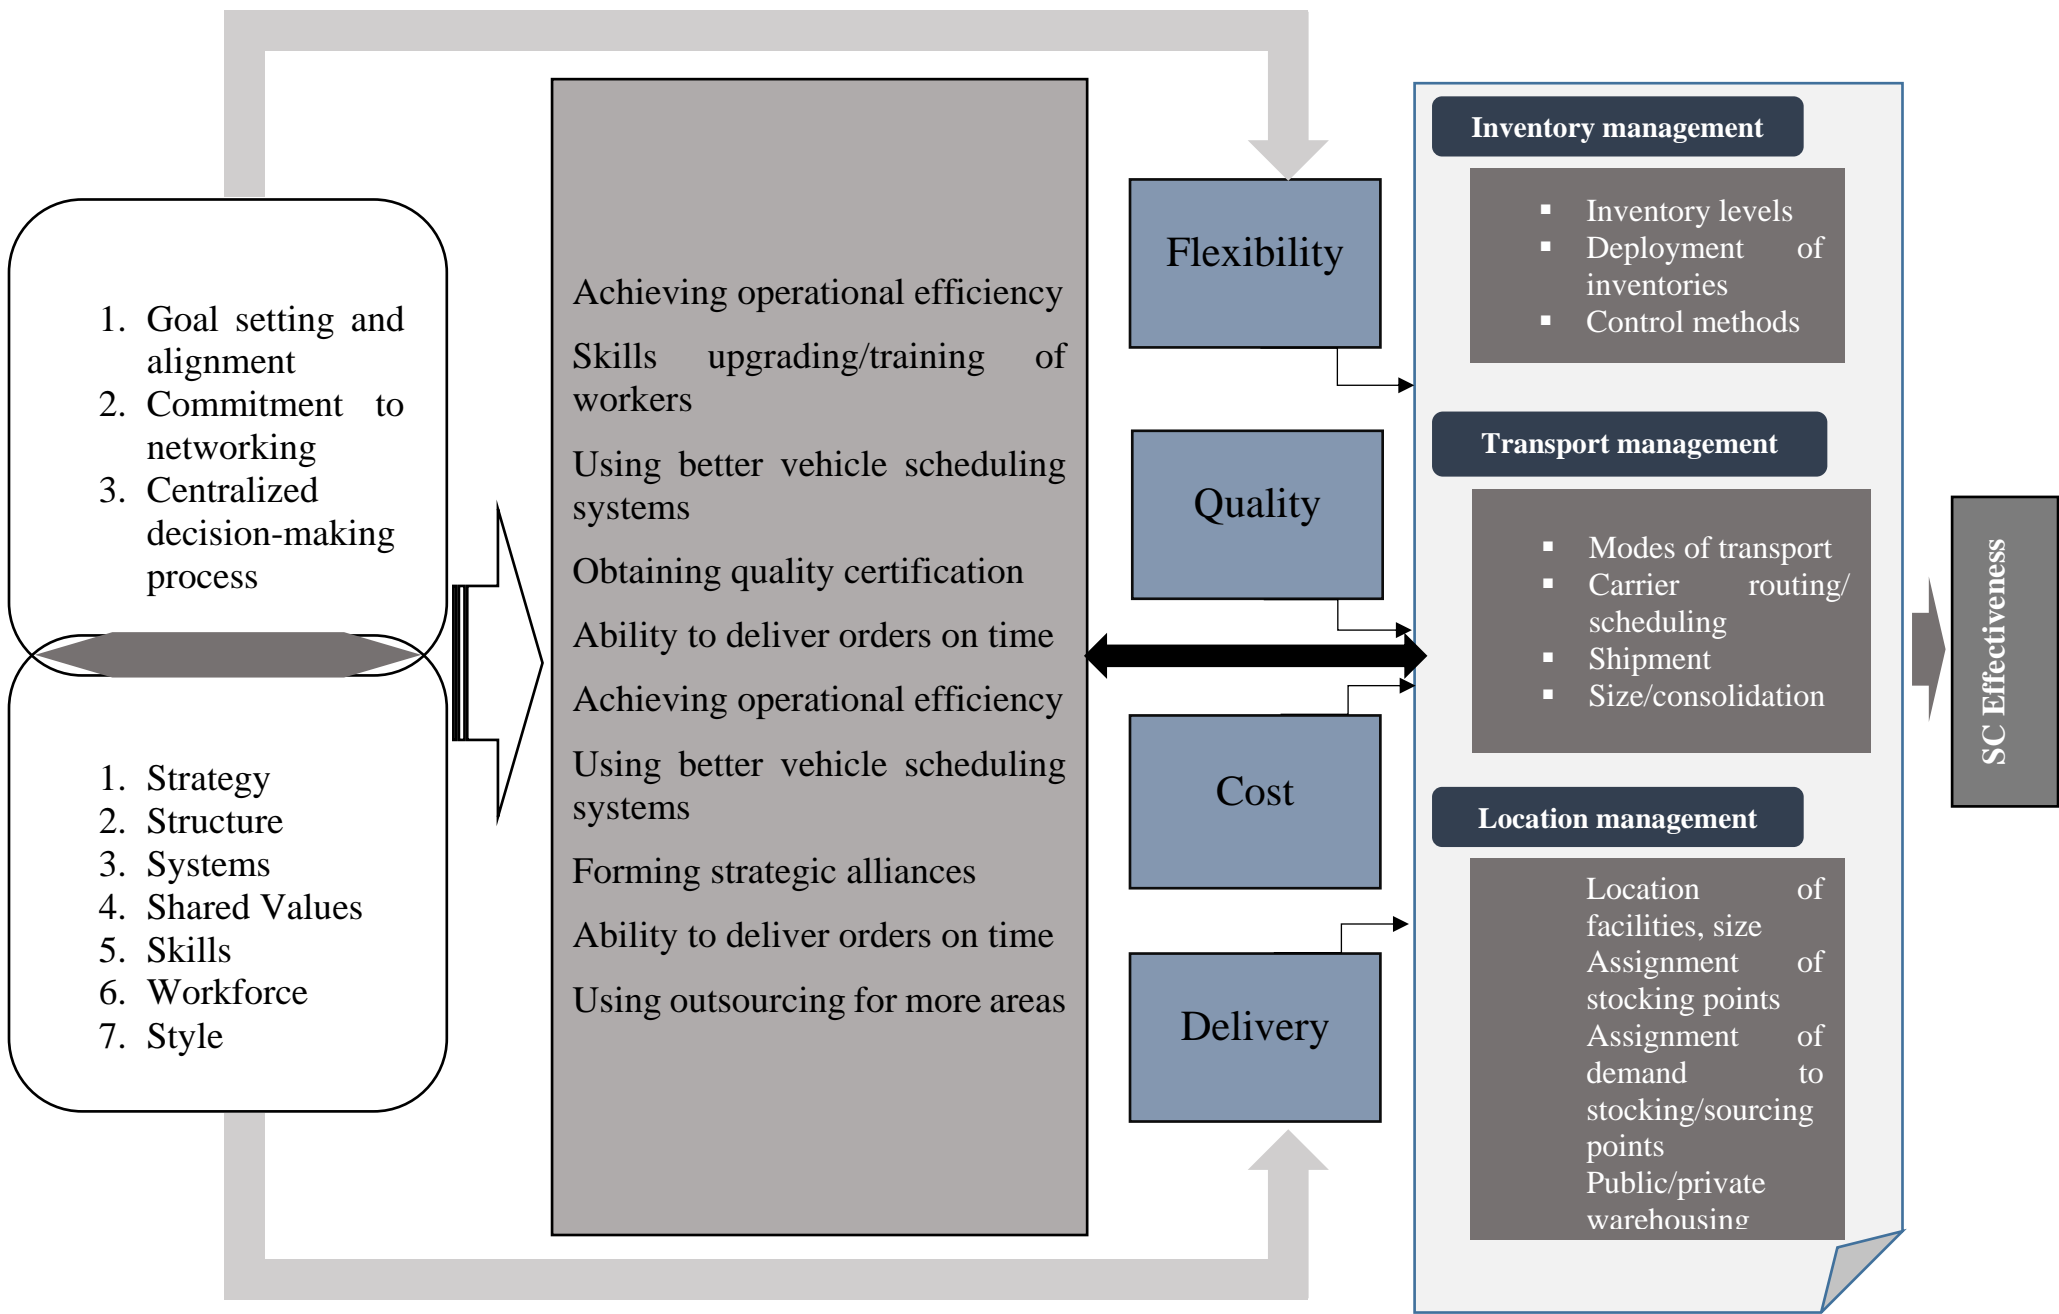 1. Goal setting and
alignment
2. Commitment to
networking
3. Centralized
decision-making
process
1. Strategy
2. Structure
3. Systems
4. Shared Values
5. Skills
6. Workforce
7. Style
Achieving operational efficiency
Skills upgrading/training of
workers
Using better vehicle scheduling
systems
Obtaining quality certification
Ability to deliver orders on time
Achieving operational efficiency
Using better vehicle scheduling
systems
Forming strategic alliances
Ability to deliver orders on time
Using outsourcing for more areas
Flexibility
Quality
Cost
Delivery
Inventory management
▪ Inventory levels
▪ Deployment of
inventories
▪ Control methods
Transport management
▪ Modes of transport
▪ Carrier routing/
scheduling
▪ Shipment
▪ Size/consolidation
Location management
Location of
facilities, size
Assignment of
stocking points
Assignment of
demand to
stocking/sourcing
points
Public/private
warehousing
SC Effectiveness